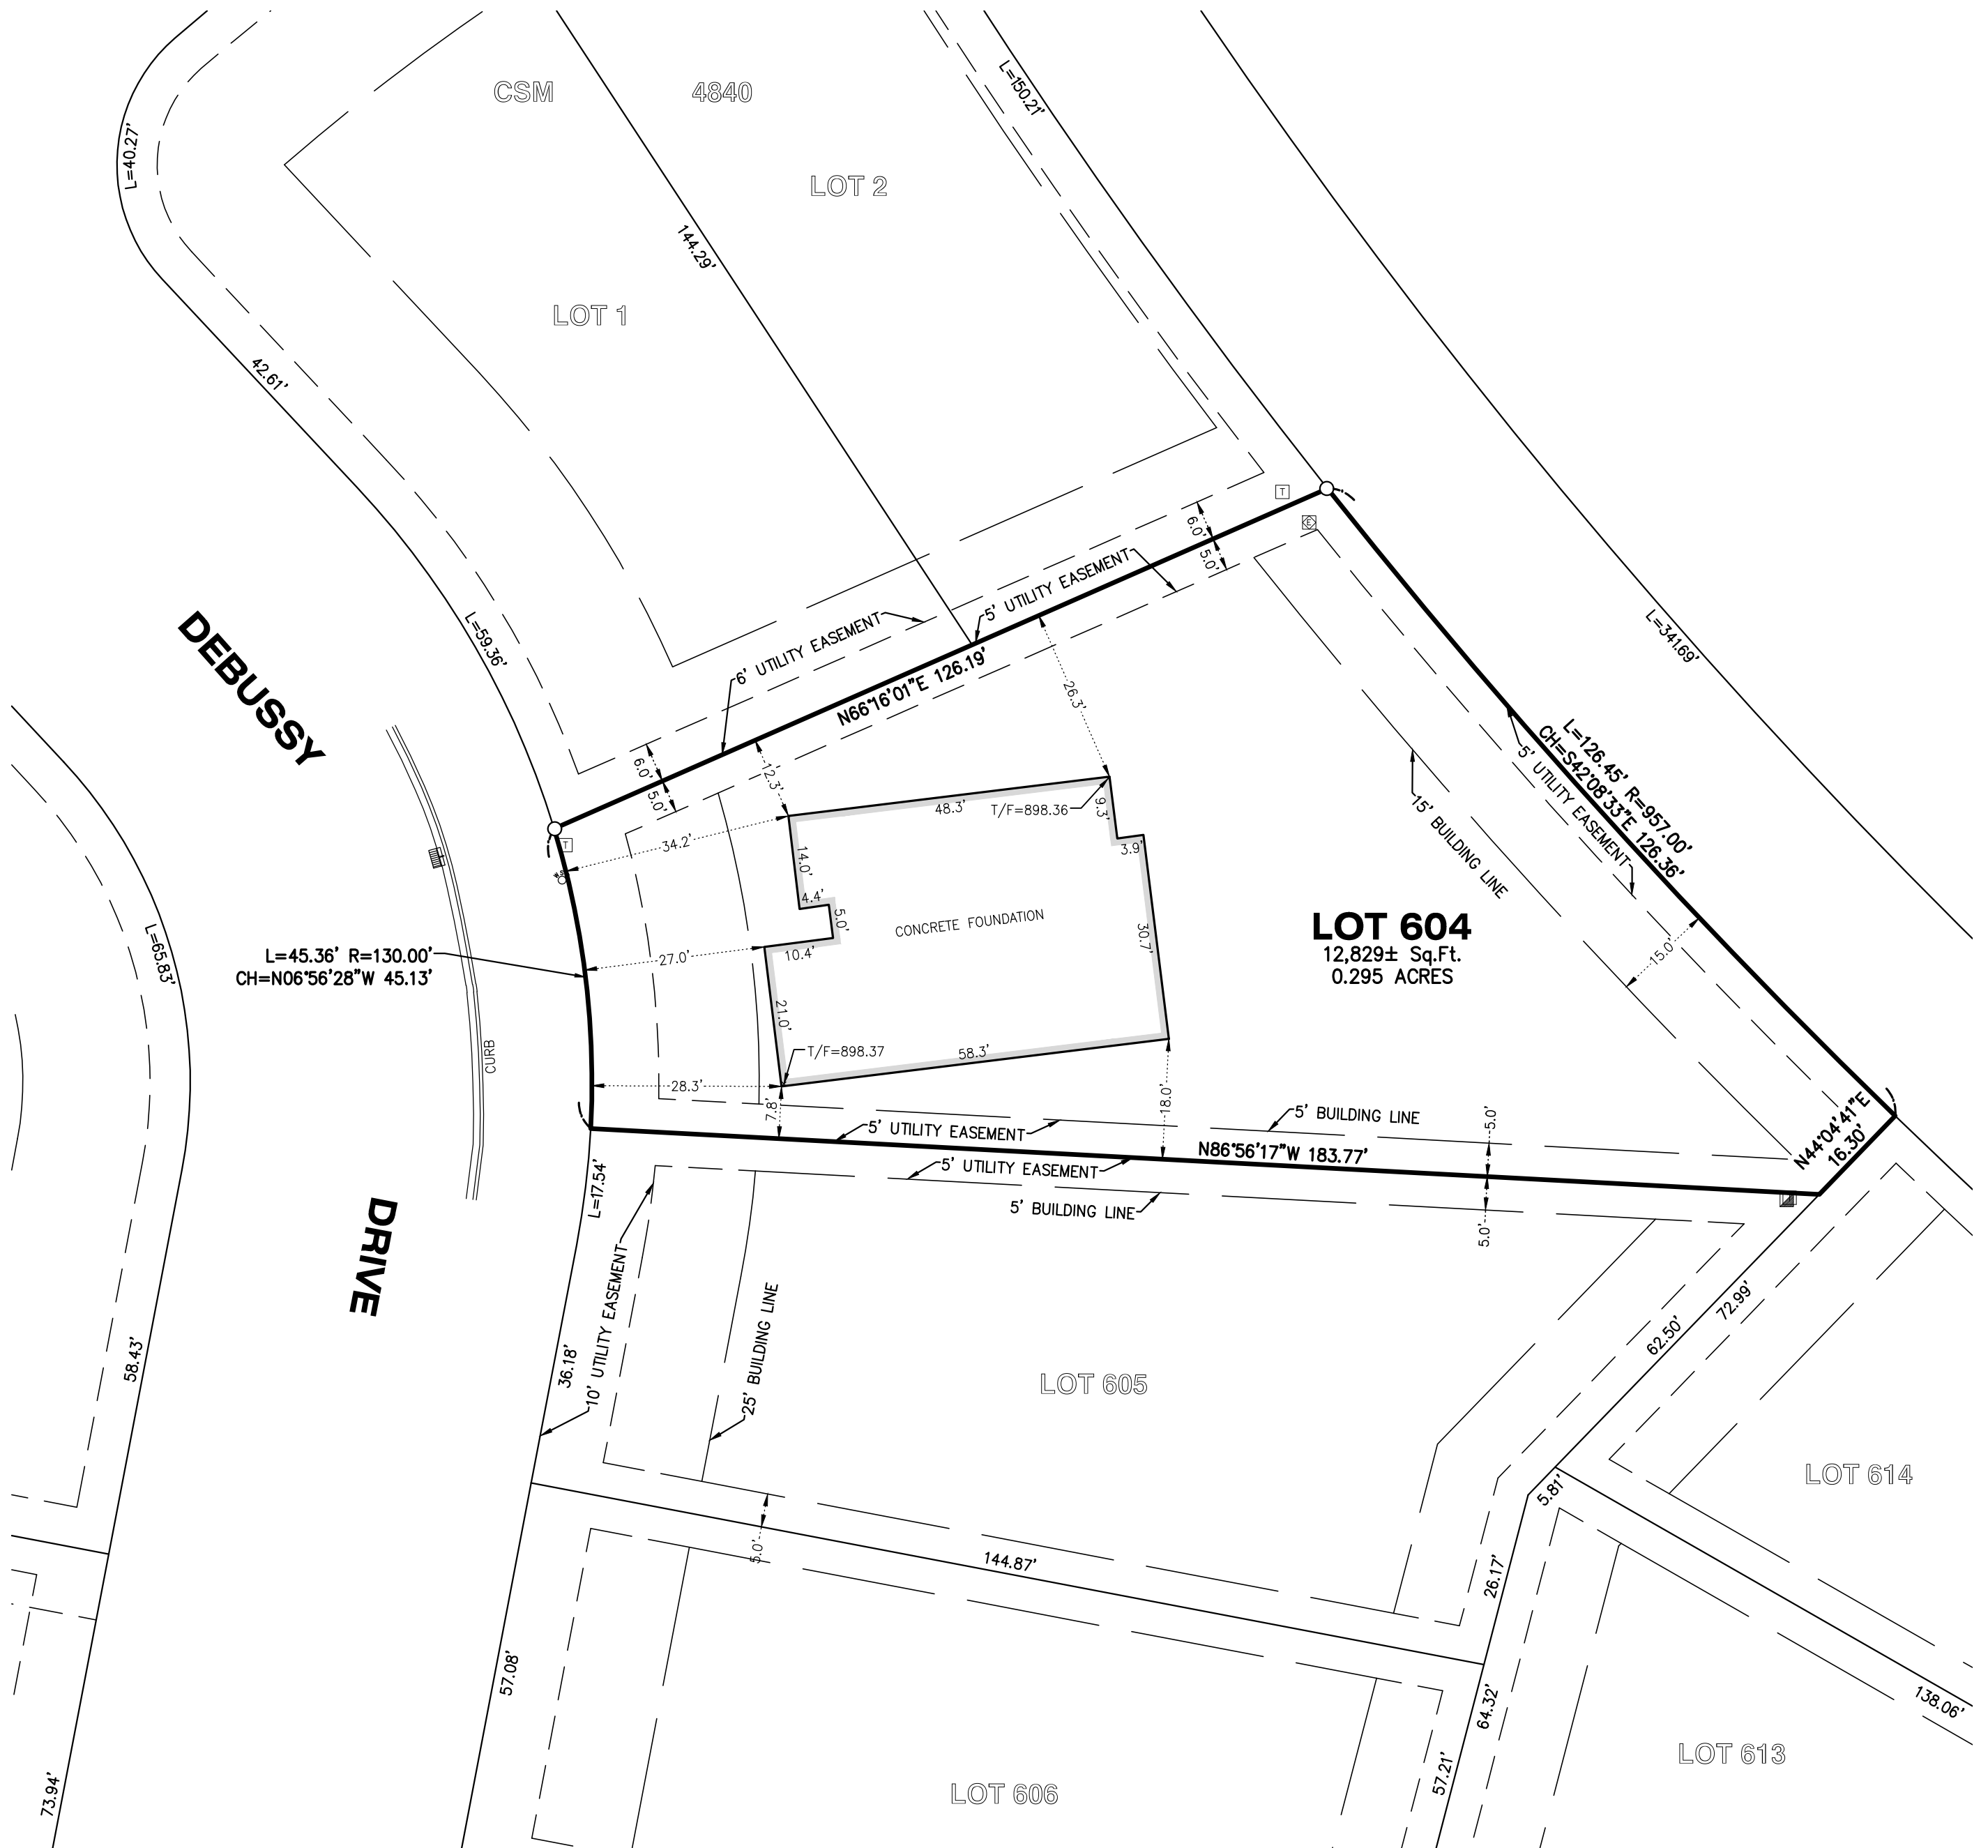 CSM 4840
LOT 2
LOT 1
L=40.27'
42.61'
L=59.36'
144.29'
L=150.21'
L=341.69'
DEBUSSY
DRIVE
T
E
6.0'
5.0'
5' UTILITY EASEMENT
6' UTILITY EASEMENT
N66°16'01"E 126.19'
6.0'
5.0'
12.3'
26.3'
T
34.2'
48.3'
T/F=898.36
9.3'
3.9'
14.0'
4.4'
5.0'
CONCRETE FOUNDATION
30.7'
10.4'
27.0'
21.0'
T/F=898.37
58.3'
28.3'
7.8'
18.0'
L=126.45' R=957.00'
CH=S42°08'33"E 126.36'
5' UTILITY EASEMENT
15' BUILDING LINE
15.0'
LOT 604
12,829± Sq.Ft.
0.295 ACRES
L=45.36' R=130.00'
CH=N06°56'28"W 45.13'
L=65.83'
CURB
5' BUILDING LINE
5' UTILITY EASEMENT
5.0'
N86°56'17"W 183.77'
N44°04'41"E
16.30'
5' UTILITY EASEMENT
5' BUILDING LINE
5.0'
L=17.54'
36.18'
10' UTILITY EASEMENT
25' BUILDING LINE
58.43'
LOT 605
62.50'
72.99'
LOT 614
5.81'
5.0'
144.87'
26.17'
57.08'
64.32'
138.06'
LOT 613
LOT 606
57.21'
73.94'